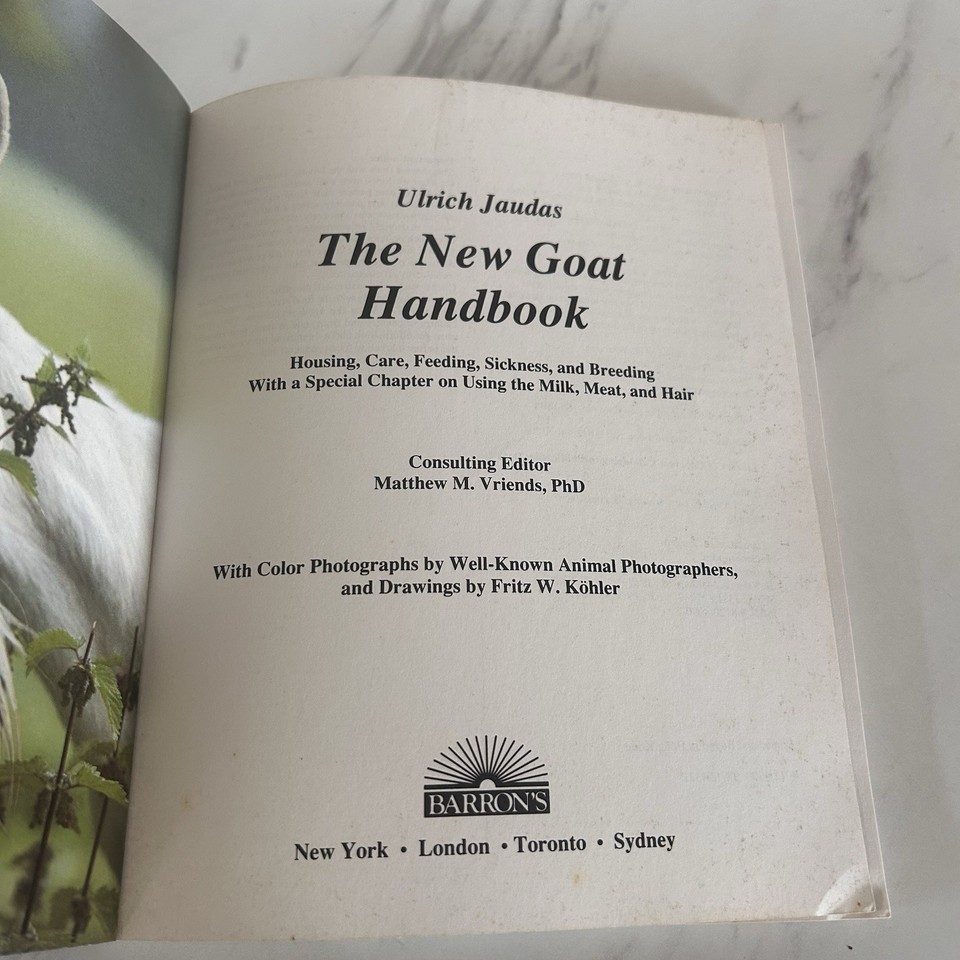 Ulrich Jaudas
The New Goat
Handbook
Housing, Care, Feeding, Sickness, and Breeding
With a Special Chapter on Using the Milk, Meat, and Hair
Consulting Editor
Matthew M. Vriends, PhD
With Color Photographs by Well-Known Animal Photographers,
and Drawings by Fritz W. Köhler
BARRON'S
New York • London • Toronto • Sydney